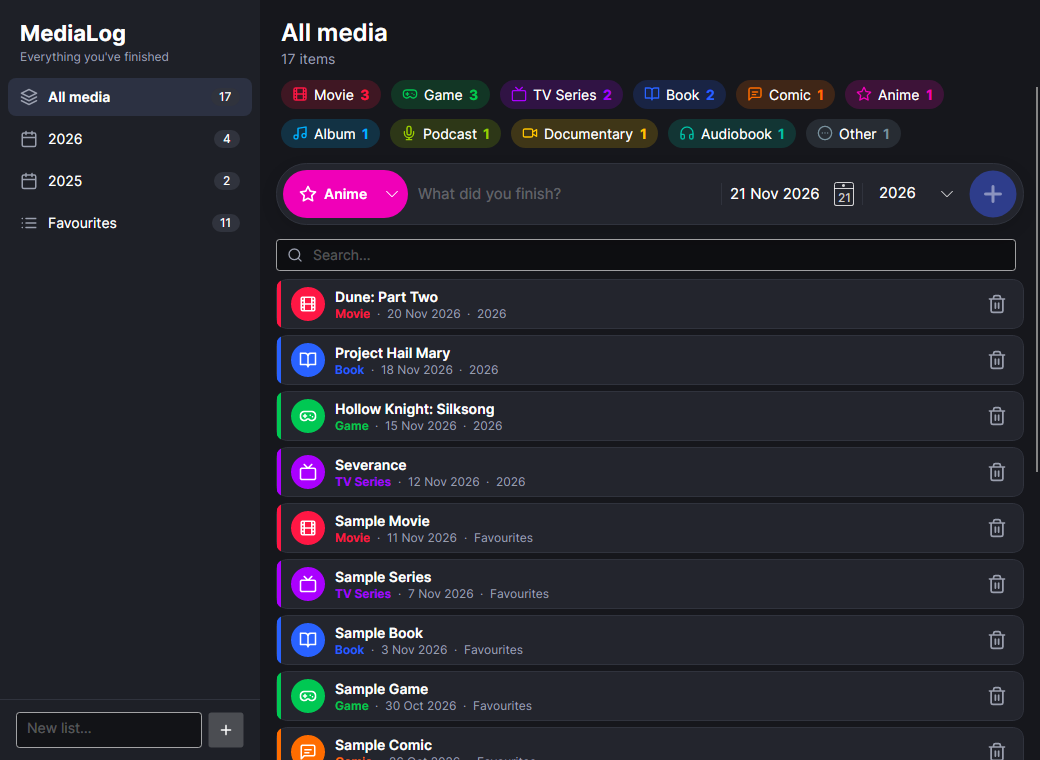 MediaLog
Everything you've finished
All media 17
2026 4
2025 2
Favourites 11
New list...
+
All media
17 items
Movie 3 Game 3 TV Series 2 Book 2 Comic 1 Anime 1
Album 1 Podcast 1 Documentary 1 Audiobook 1 Other 1
Anime What did you finish? 21 Nov 2026 21 2026 +
Search...
Dune: Part Two
Movie · 20 Nov 2026 · 2026
Project Hail Mary
Book · 18 Nov 2026 · 2026
Hollow Knight: Silksong
Game · 15 Nov 2026 · 2026
Severance
TV Series · 12 Nov 2026 · 2026
Sample Movie
Movie · 11 Nov 2026 · Favourites
Sample Series
TV Series · 7 Nov 2026 · Favourites
Sample Book
Book · 3 Nov 2026 · Favourites
Sample Game
Game · 30 Oct 2026 · Favourites
Sample Comic